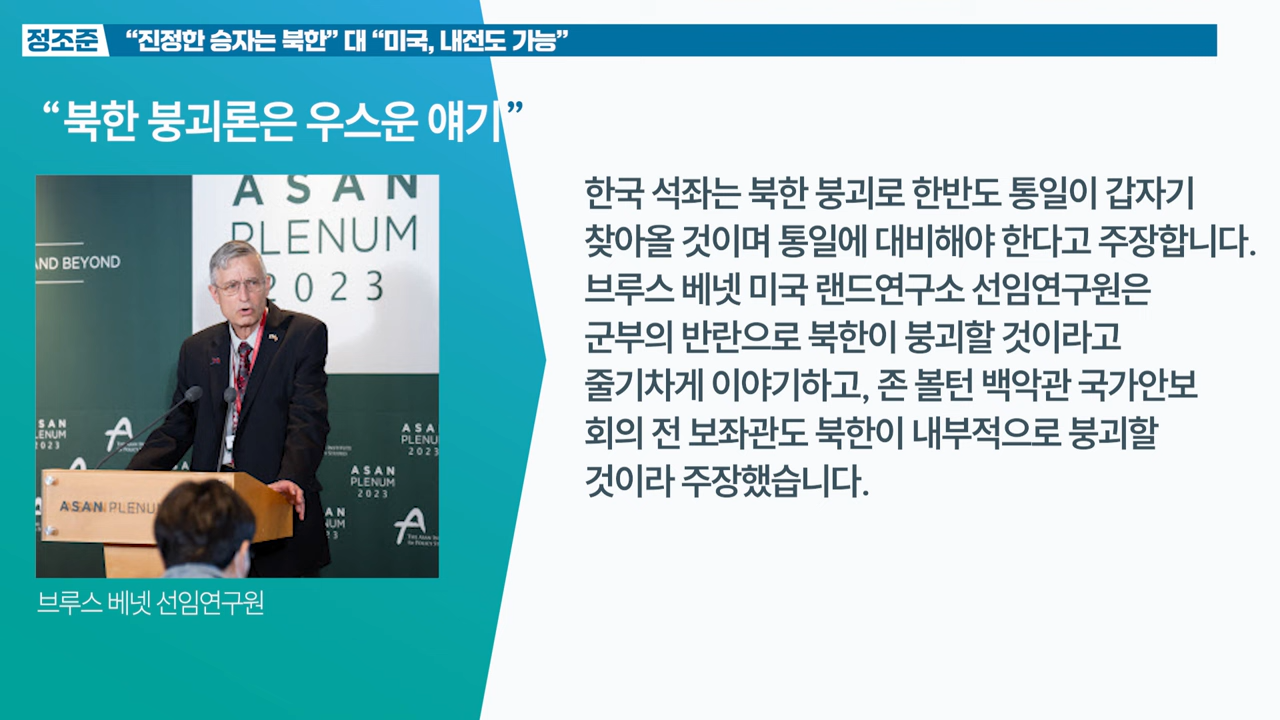 정조준 “진정한 승자는 북한” 대 “미국, 내전도 가능”
“북한 붕괴론은 우스운 얘기”
ASAN
PLENUM
2023
AND BEYOND
ASAN
PLENUM
2023
ASAN
PLENUM
2023
ASAN
PLENUM
2023
ASAN PLENUM
브루스 베넷 선임연구원
한국 석좌는 북한 붕괴로 한반도 통일이 갑자기
찾아올 것이며 통일에 대비해야 한다고 주장합니다.
브루스 베넷 미국 랜드연구소 선임연구원은
군부의 반란으로 북한이 붕괴할 것이라고
줄기차게 이야기하고, 존 볼턴 백악관 국가안보
회의 전 보좌관도 북한이 내부적으로 붕괴할
것이라 주장했습니다.